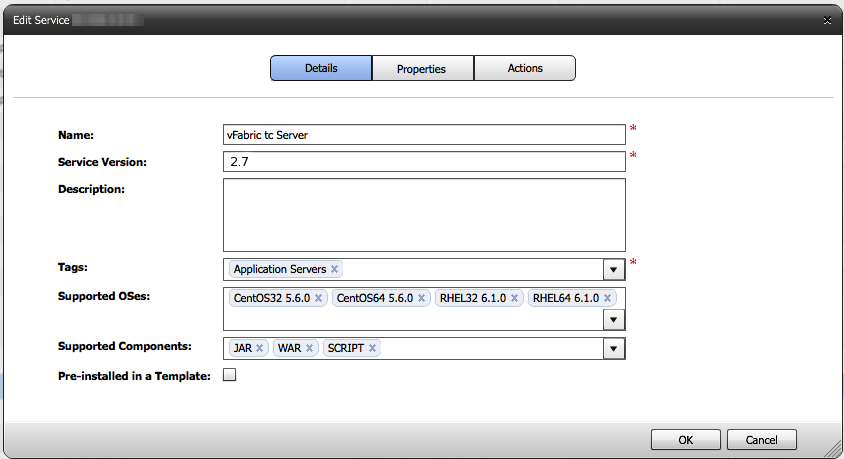 Edit Service
Details Properties Actions
Name: vFabric tc Server *
Service Version: 2.7 *
Description:
Tags: Application Servers x *
Supported OSes: CentOS32 5.6.0 x CentOS64 5.6.0 x RHEL32 6.1.0 x RHEL64 6.1.0 x
Supported Components: JAR x WAR x SCRIPT x
Pre-installed in a Template:
OK Cancel